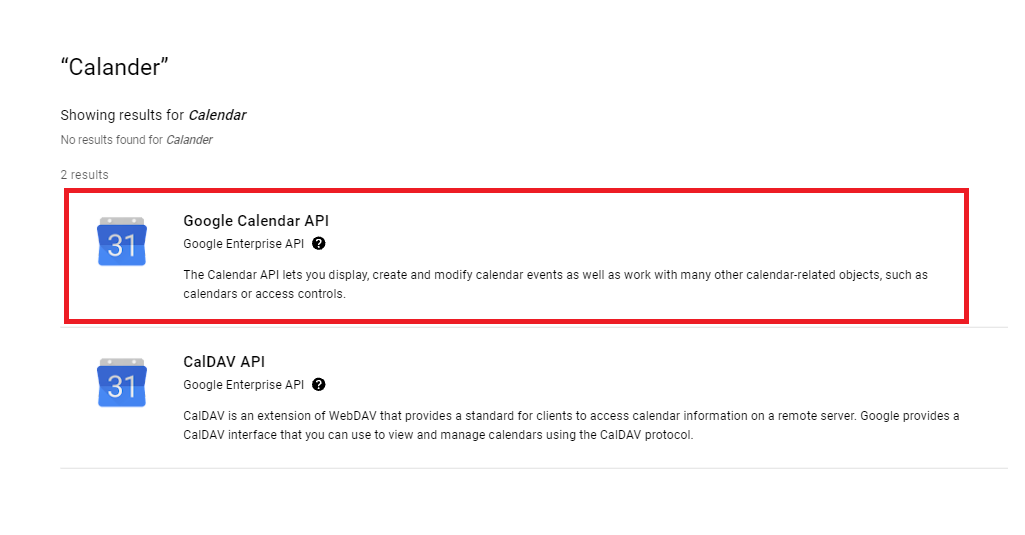 “Calander”
Showing results for Calendar
No results found for Calander
2 results
31
Google Calendar API
Google Enterprise API ?
The Calendar API lets you display, create and modify calendar events as well as work with many other calendar-related objects, such as
calendars or access controls.
31
CalDAV API
Google Enterprise API ?
CalDAV is an extension of WebDAV that provides a standard for clients to access calendar information on a remote server. Google provides a
CalDAV interface that you can use to view and manage calendars using the CalDAV protocol.